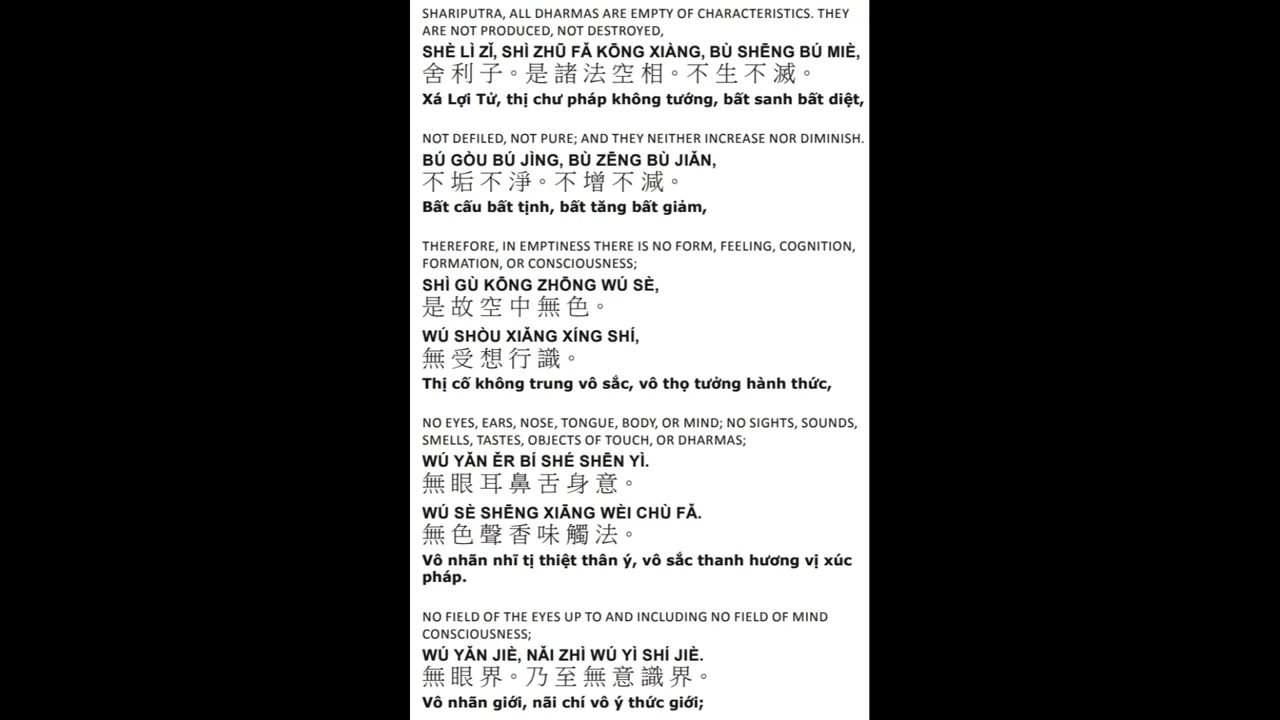 SHARIPUTRA, ALL DHARMAS ARE EMPTY OF CHARACTERISTICS. THEY
ARE NOT PRODUCED, NOT DESTROYED,
SHÈ LÌ ZǏ, SHÌ ZHŪ FǍ KŌNG XIÀNG, BÙ SHĒNG BÚ MIÈ,
舍利子。是諸法空相。不生不滅。
Xá Lợi Tử, thị chư pháp không tướng, bất sanh bất diệt,
NOT DEFILED, NOT PURE; AND THEY NEITHER INCREASE NOR DIMINISH.
BÚ GÒU BÚ JÌNG, BÙ ZĒNG BÙ JIǍN,
不垢不淨。不增不減。
Bất cấu bất tịnh, bất tăng bất giảm,
THEREFORE, IN EMPTINESS THERE IS NO FORM, FEELING, COGNITION,
FORMATION, OR CONSCIOUSNESS;
SHÌ GÙ KŌNG ZHŌNG WÚ SÈ,
是故空中無色。
WÚ SHÒU XIǍNG XÍNG SHÍ,
無受想行識。
Thị cố không trung vô sắc, vô thọ tưởng hành thức,
NO EYES, EARS, NOSE, TONGUE, BODY, OR MIND; NO SIGHTS, SOUNDS,
SMELLS, TASTES, OBJECTS OF TOUCH, OR DHARMAS;
WÚ YǍN ĚR BÍ SHÉ SHĒN YÌ.
無眼耳鼻舌身意。
WÚ SÈ SHĒNG XIĀNG WÈI CHÙ FǍ.
無色聲香味觸法。
Vô nhãn nhĩ tị thiệt thân ý, vô sắc thanh hương vị xúc
pháp.
NO FIELD OF THE EYES UP TO AND INCLUDING NO FIELD OF MIND
CONSCIOUSNESS;
WÚ YǍN JIÈ, NǍI ZHÌ WÚ YÌ SHÍ JIÈ.
無眼界。乃至無意識界。
Vô nhãn giới, nãi chí vô ý thức giới;